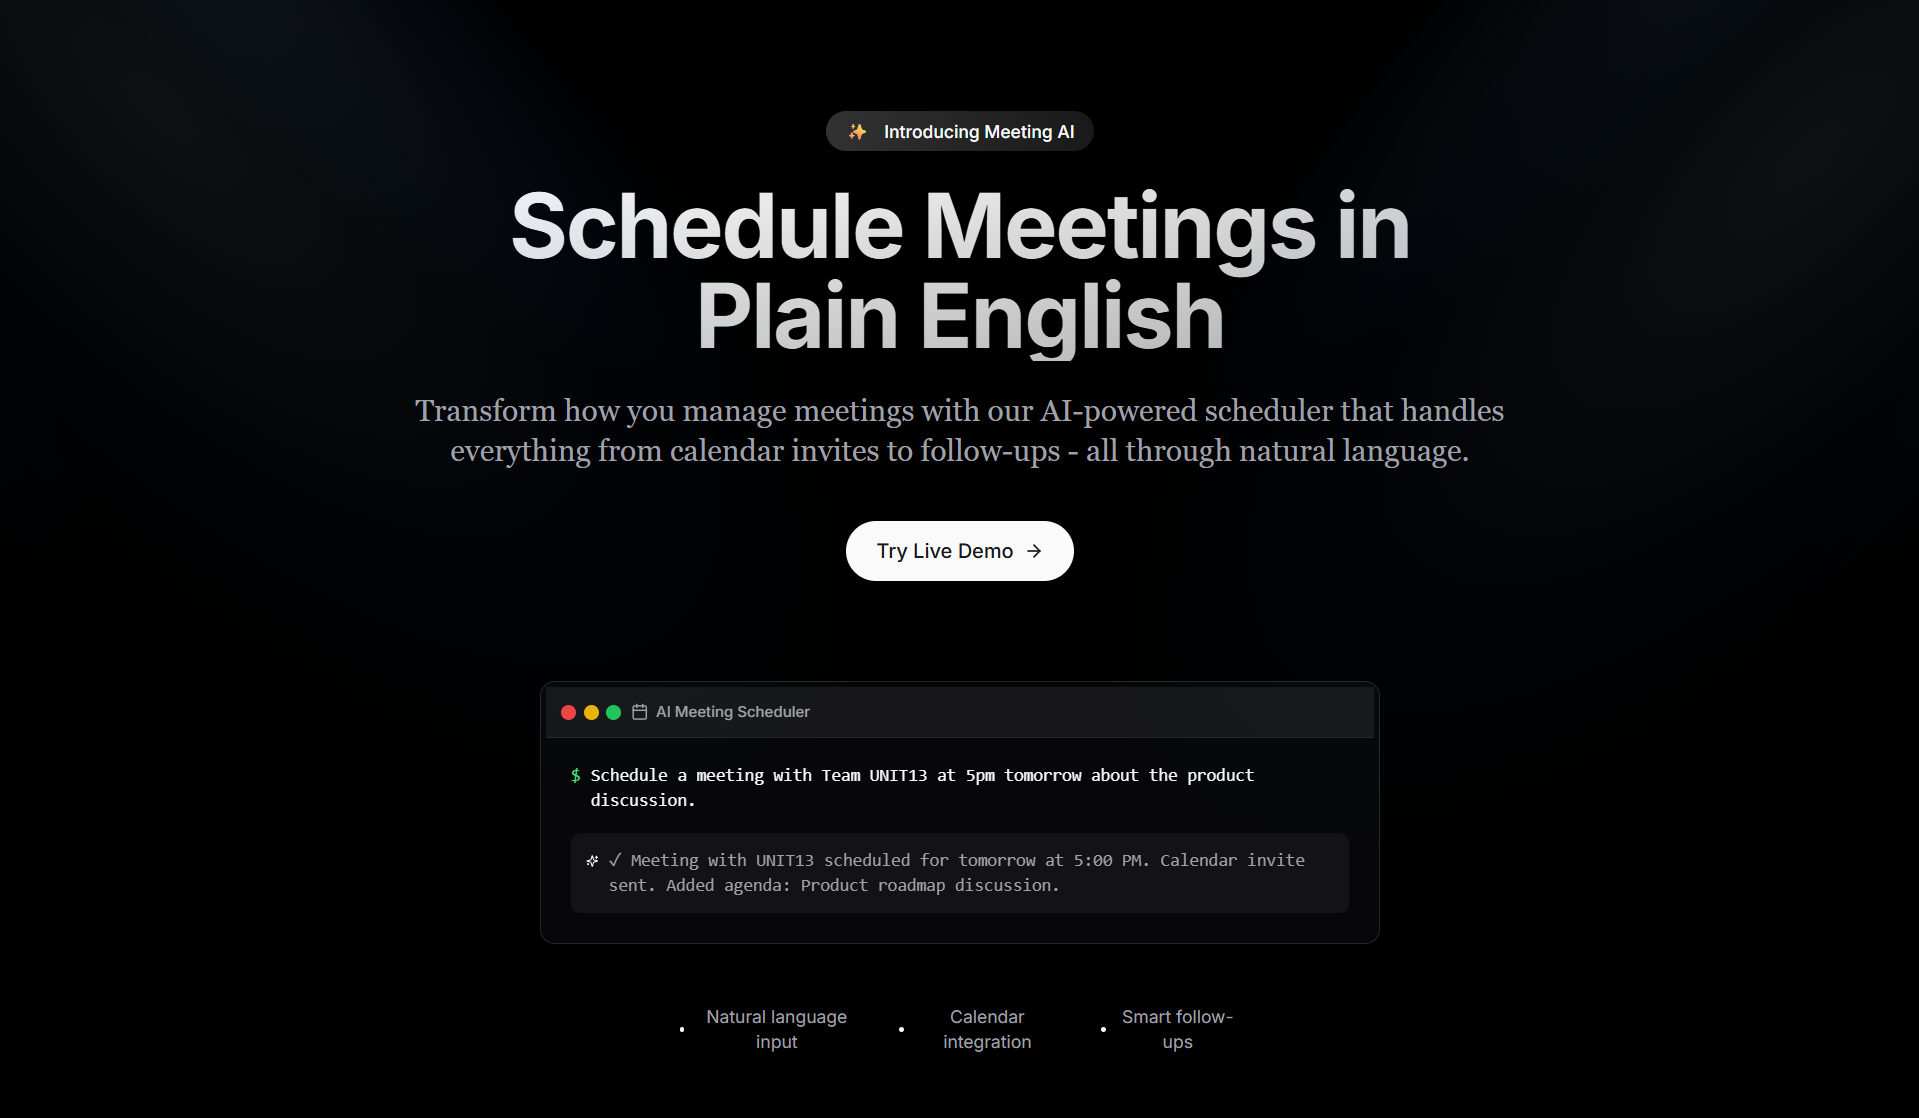 ✨ Introducing Meeting AI
Schedule Meetings in
Plain English
Transform how you manage meetings with our AI-powered scheduler that handles
everything from calendar invites to follow-ups - all through natural language.
Try Live Demo →
AI Meeting Scheduler
$ Schedule a meeting with Team UNIT13 at 5pm tomorrow about the product
discussion.
✓ Meeting with UNIT13 scheduled for tomorrow at 5:00 PM. Calendar invite
sent. Added agenda: Product roadmap discussion.
• Natural language
input
• Calendar
integration
• Smart follow-
ups